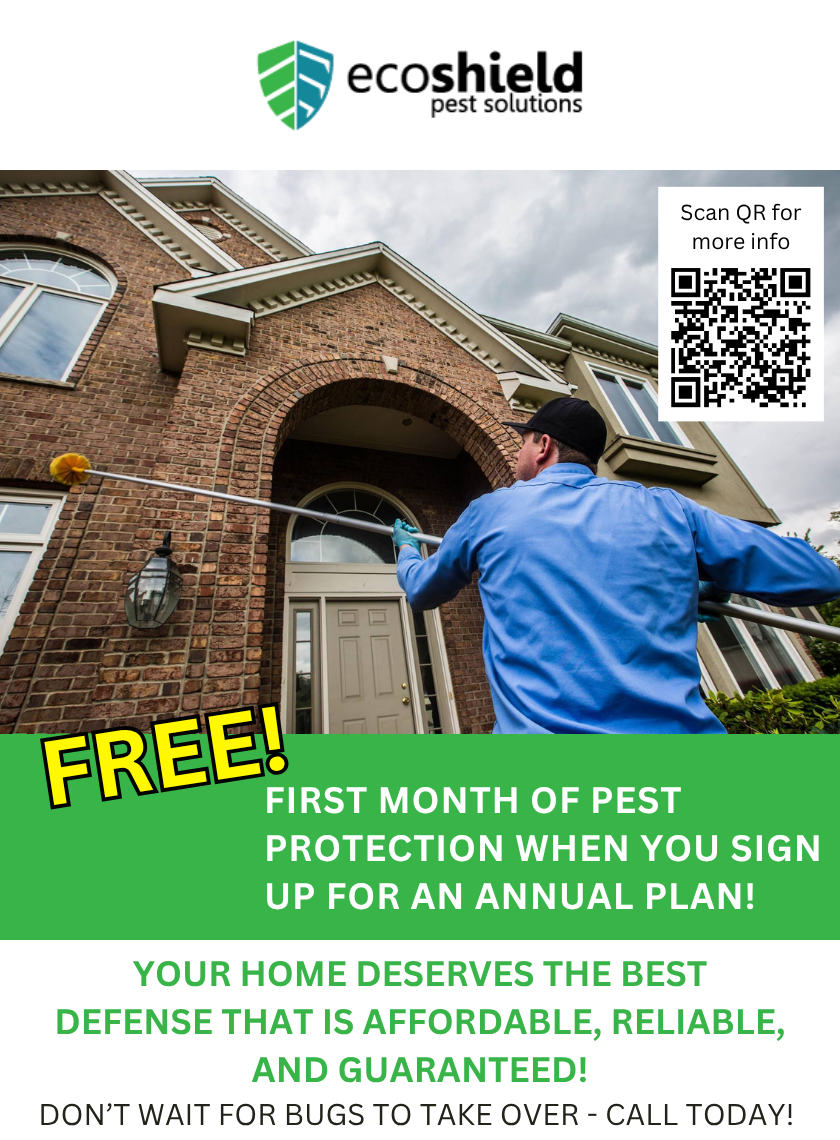 ecoshield
pest solutions
Scan QR for
more info
FREE!
FIRST MONTH OF PEST
PROTECTION WHEN YOU SIGN
UP FOR AN ANNUAL PLAN!
YOUR HOME DESERVES THE BEST
DEFENSE THAT IS AFFORDABLE, RELIABLE,
AND GUARANTEED!
DON’T WAIT FOR BUGS TO TAKE OVER - CALL TODAY!